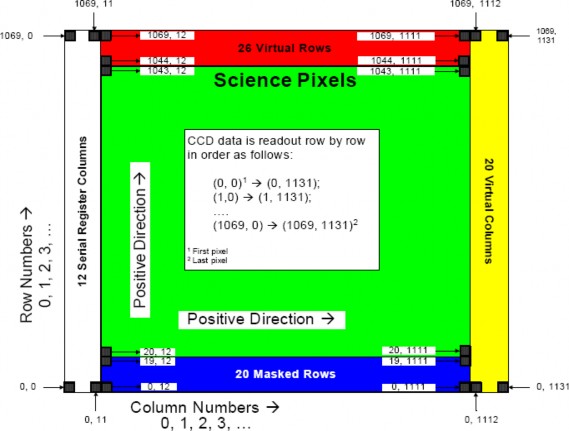 1069, 11
1069, 1112
1069, 0
1069, 12
1069, 1111
1069,
1131
26 Virtual Rows
1044, 12
1044, 1111
1043, 12
1043, 1111
Science Pixels
CCD data is readout row by row
in order as follows:
(0, 0)¹ → (0, 1131);
(1,0) → (1, 1131);
....
(1069, 0) → (1069, 1131)²
¹ First pixel
² Last pixel
12 Serial Register Columns
Positive Direction →
20 Virtual Columns
Row Numbers →
0, 1, 2, 3, ...
Positive Direction →
20, 12
20, 1111
19, 12
19, 1111
20 Masked Rows
0, 0
0, 12
0, 1111
0, 1131
0, 11
0, 1112
Column Numbers →
0, 1, 2, 3, ...